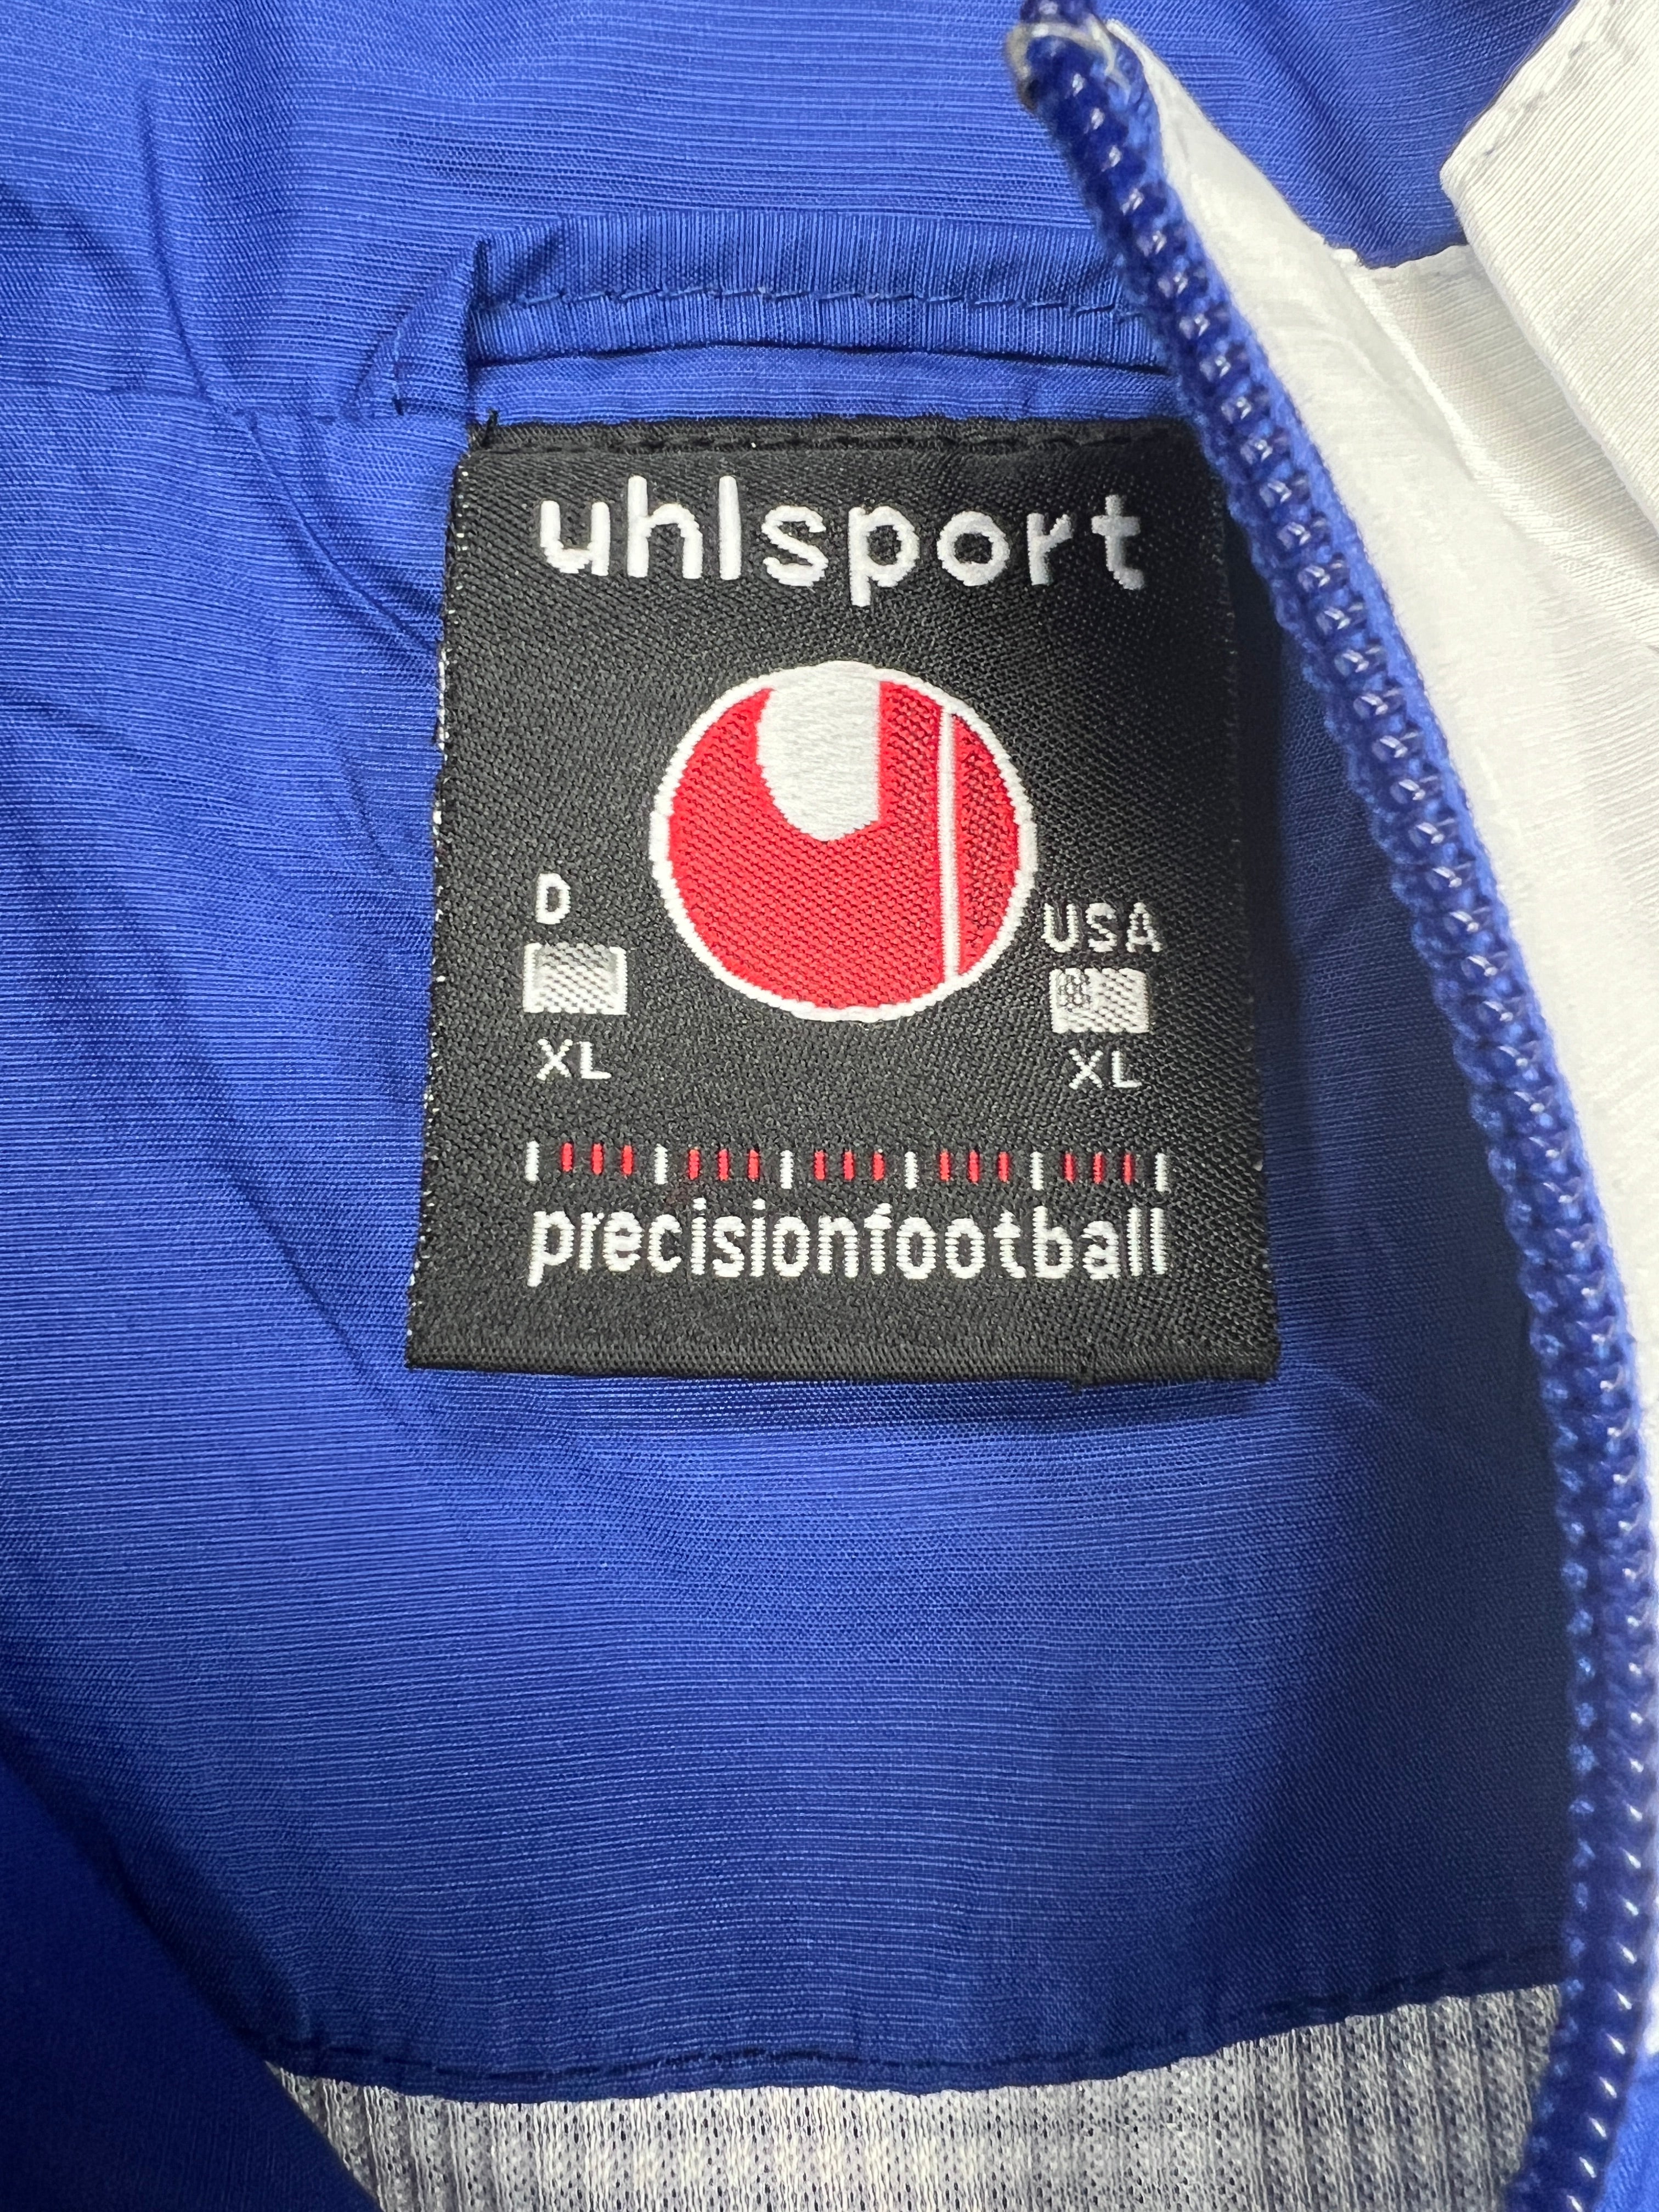 uhlsport
D
USA
XL
XL
precisionfootball